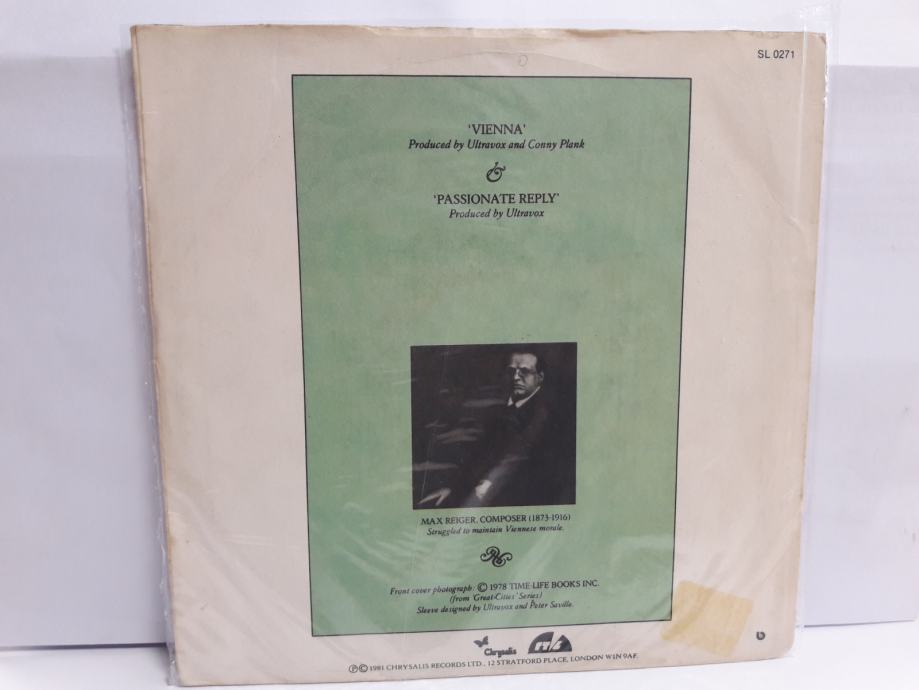 SL 0271
'VIENNA'
Produced by Ultravox and Conny Plank
&
'PASSIONATE REPLY'
Produced by Ultravox
MAX REIGER, COMPOSER (1873-1916)
Struggled to maintain Viennese morale.
Front cover photograph: © 1978 TIME-LIFE BOOKS INC.
(from 'Great-Cities' Series)
Sleeve designed by Ultravox and Peter Saville.
Chrysalis
℗ © 1981 CHRYSALIS RECORDS LTD., 12 STRATFORD PLACE, LONDON W1N 9AF.